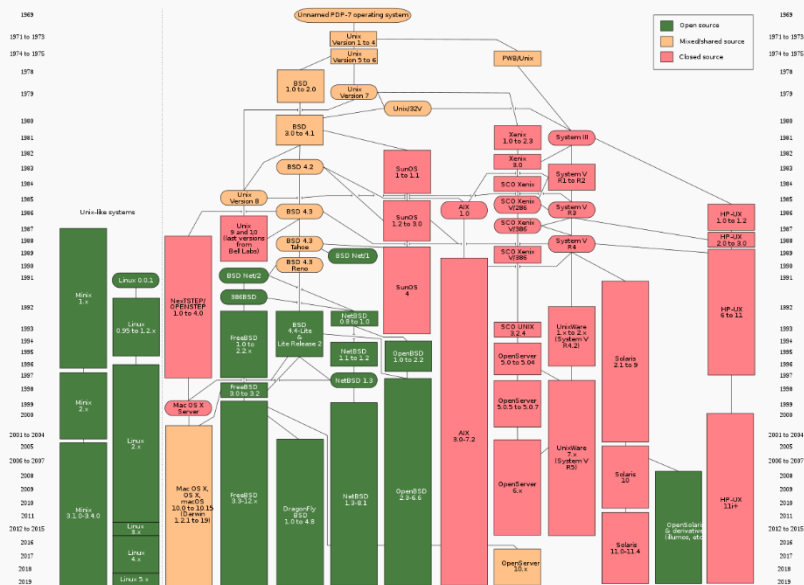 1969
Unnamed PDP-7 operating system
1969
Open source
Mixed/shared source
Closed source
1971 to 1973
Unix
Version 1 to 4
1971 to 1973
1974 to 1975
Unix
Version 5 to 6
PWB/Unix
1974 to 1975
1978
BSD
1.0 to 2.0
1978
1979
Unix
Version 7
1979
Unix/32V
1980
BSD
3.0 to 4.1
1980
1981
Xenix
1.0 to 2.3
System III
1981
1982
SunOS
1 to 1.1
Xenix
3.0
1982
1983
BSD 4.2
System V
R1 to R2
1983
1984
SCO Xenix
1984
1985
Unix
Version 8
AIX
1.0
SCO Xenix
V/286
System V
R3
1985
Unix-like systems
1986
BSD 4.3
SunOS
1.2 to 3.0
HP-UX
1.0 to 1.2
1986
1987
Unix
9 and 10
(last versions
from
Bell Labs)
SCO Xenix
V/386
1987
1988
BSD 4.3
Tahoe
System V
R4
HP-UX
2.0 to 3.0
1988
1989
BSD Net/1
SCO Xenix
V/386
1989
1990
BSD 4.3
Reno
1990
1991
Minix
1.x
Linux 0.0.1
NextSTEP/
OPENSTEP
1.0 to 4.0
BSD Net/2
SunOS
4
1991
386BSD
HP-UX
6 to 11
1992
Linux
0.95 to 1.2.x
NetBSD
0.8 to 1.0
UnixWare
1.x to 2.x
(System V
R4.2)
1992
1993
FreeBSD
1.0 to
2.2.x
BSD
4.4-Lite
&
Lite Release 2
SCO UNIX
3.2.4
1993
1994
1994
1995
NetBSD
1.1 to 1.2
OpenBSD
1.0 to 2.2
OpenServer
5.0 to 5.04
Solaris
2.1 to 9
1995
1996
1996
1997
NetBSD 1.3
1997
1998
FreeBSD
3.0 to 3.2
1998
1999
Minix
2.x
Mac OS X
Server
OpenServer
5.0.5 to 5.0.7
1999
2000
2000
2001 to 2004
Linux
2.x
2001 to 2004
2005
AIX
3.0-7.2
UnixWare
7.x
(System V
R5)
2005
2006 to 2007
2006 to 2007
2008
Minix
3.1.0-3.4.0
Mac OS X,
OS X,
macOS
10.0 to 10.15
(Darwin
1.2.1 to 19)
FreeBSD
3.3-12.x
NetBSD
1.3-8.1
OpenBSD
2.3-6.6
OpenServer
6.x
Solaris
10
HP-UX
11i+
2008
2009
2009
2010
DragonFly
BSD
1.0 to 4.8
2010
2011
2011
2012 to 2015
Linux
3.x
OpenSolaris
& derivatives
(illumos, etc.)
2012 to 2015
2016
Linux
4.x
OpenServer
10.x
Solaris
11.0-11.4
2016
2017
2017
2018
Linux 5.x
2018
2019
2019